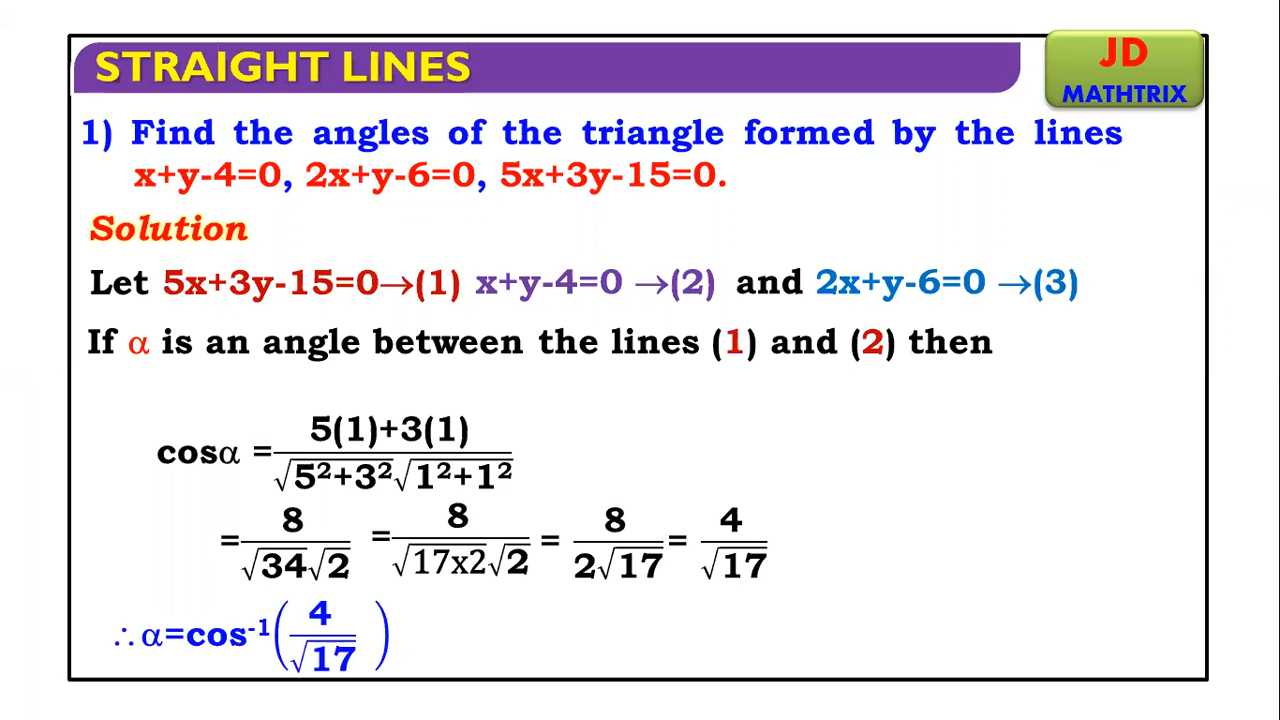 STRAIGHT LINES
JD
MATHTRIX
1) Find the angles of the triangle formed by the lines
x+y-4=0, 2x+y-6=0, 5x+3y-15=0.
Solution
Let 5x+3y-15=0→(1) x+y-4=0 →(2) and 2x+y-6=0 →(3)
If α is an angle between the lines (1) and (2) then
cosα = 5(1)+3(1) / √5²+3² √1²+1²
= 8 / √34√2 = 8 / √17x2√2 = 8 / 2√17 = 4 / √17
∴ α=cos⁻¹(4 / √17)